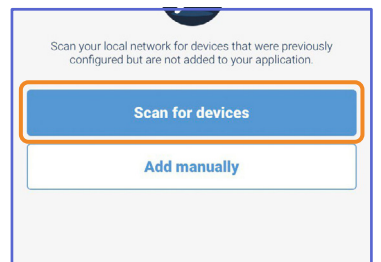 Scan your local network for devices that were previously
configured but are not added to your application.
Scan for devices
Add manually